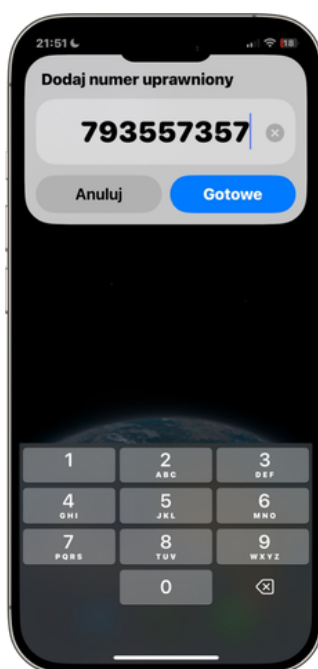 21:51
18
Dodaj numer uprawniony
793557357
Anuluj Gotowe
1 2 3
ABC DEF
4 5 6
GHI JKL MNO
7 8 9
PQRS TUV WXYZ
0